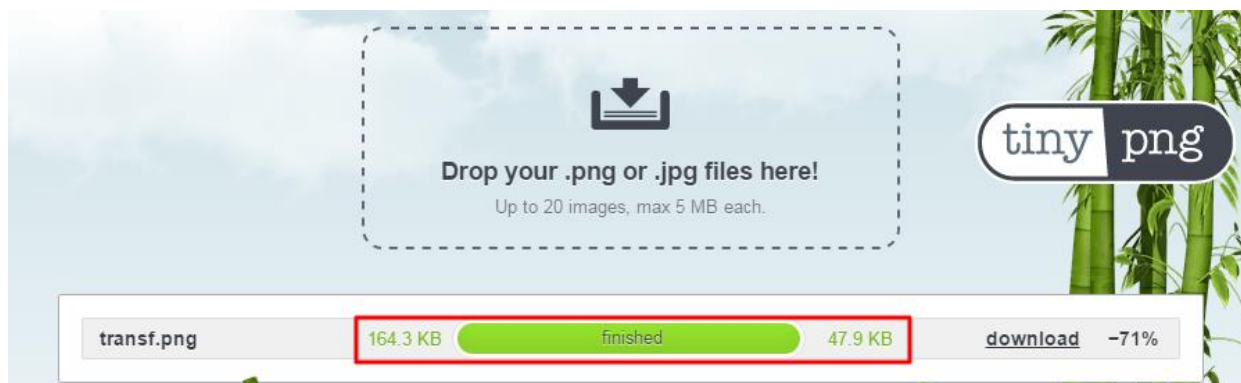 Drop your .png or .jpg files here!
Up to 20 images, max 5 MB each.
tiny png
transf.png 164.3 KB finished 47.9 KB download −71%